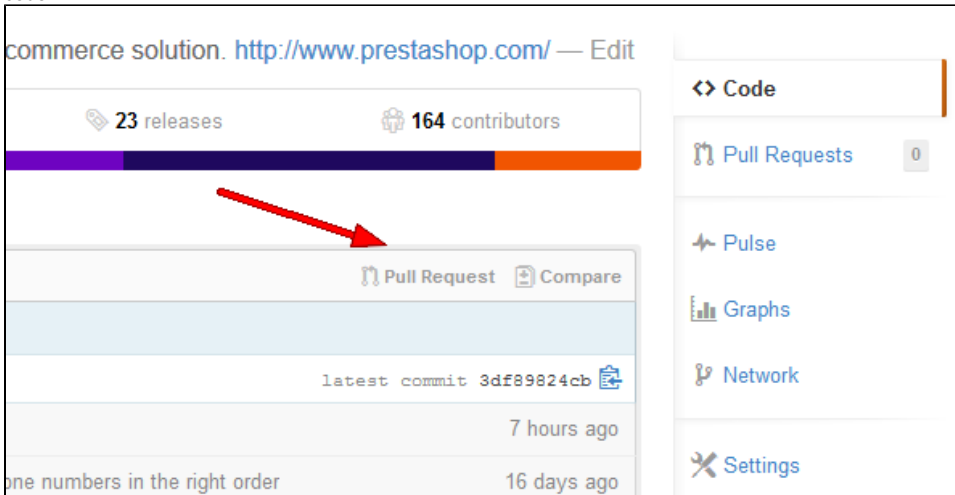 commerce solution. http://www.prestashop.com/ — Edit
23 releases 164 contributors
Pull Request Compare
latest commit 3df89824cb
7 hours ago
one numbers in the right order 16 days ago
Code
Pull Requests 0
Pulse
Graphs
Network
Settings